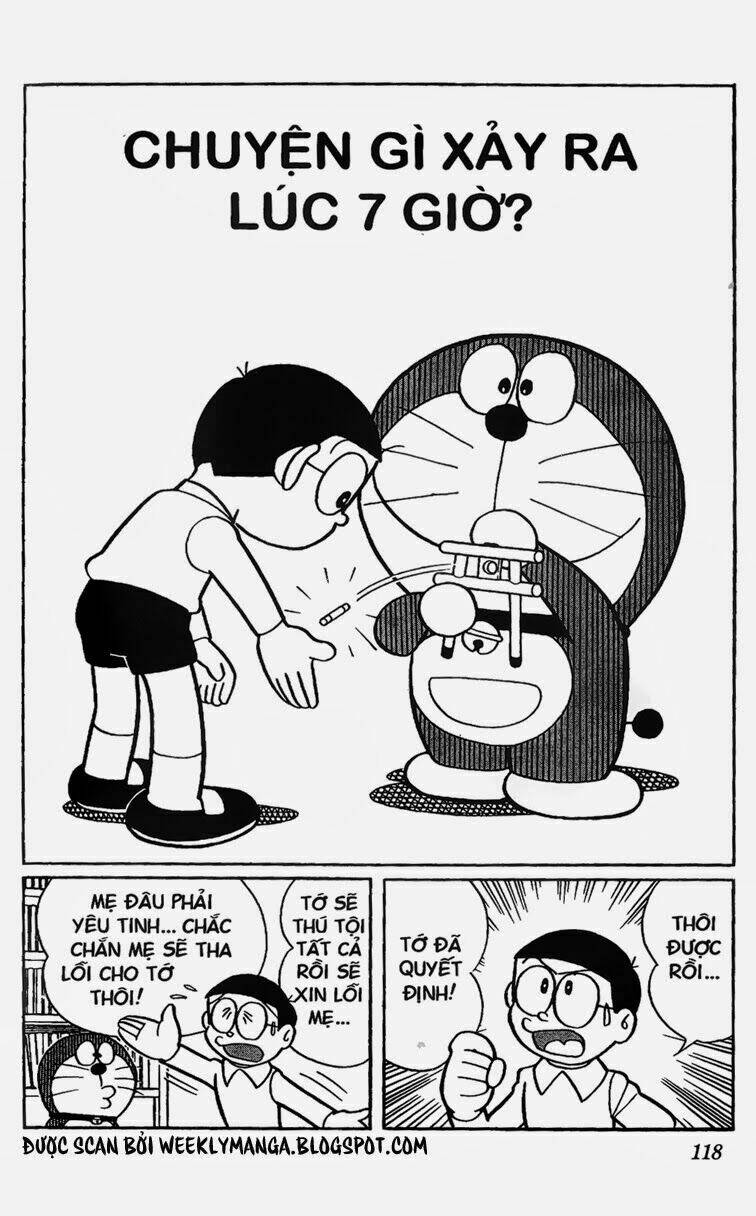 CHUYỆN GÌ XẢY RA
LÚC 7 GIỜ?
THÔI
ĐƯỢC
RỒI...
TỚ ĐÃ
QUYẾT
ĐỊNH!
TỚ SẼ
THÚ TỘI
TẤT CẢ
RỒI SẼ
XIN LỖI
MẸ...
MẸ ĐÂU PHẢI
YÊU TINH... CHẮC
CHẮN MẸ SẼ THA
LỖI CHO TỚ
THÔI!
ĐƯỢC SCAN BỞI WEEKLYMANGA.BLOGSPOT.COM
118